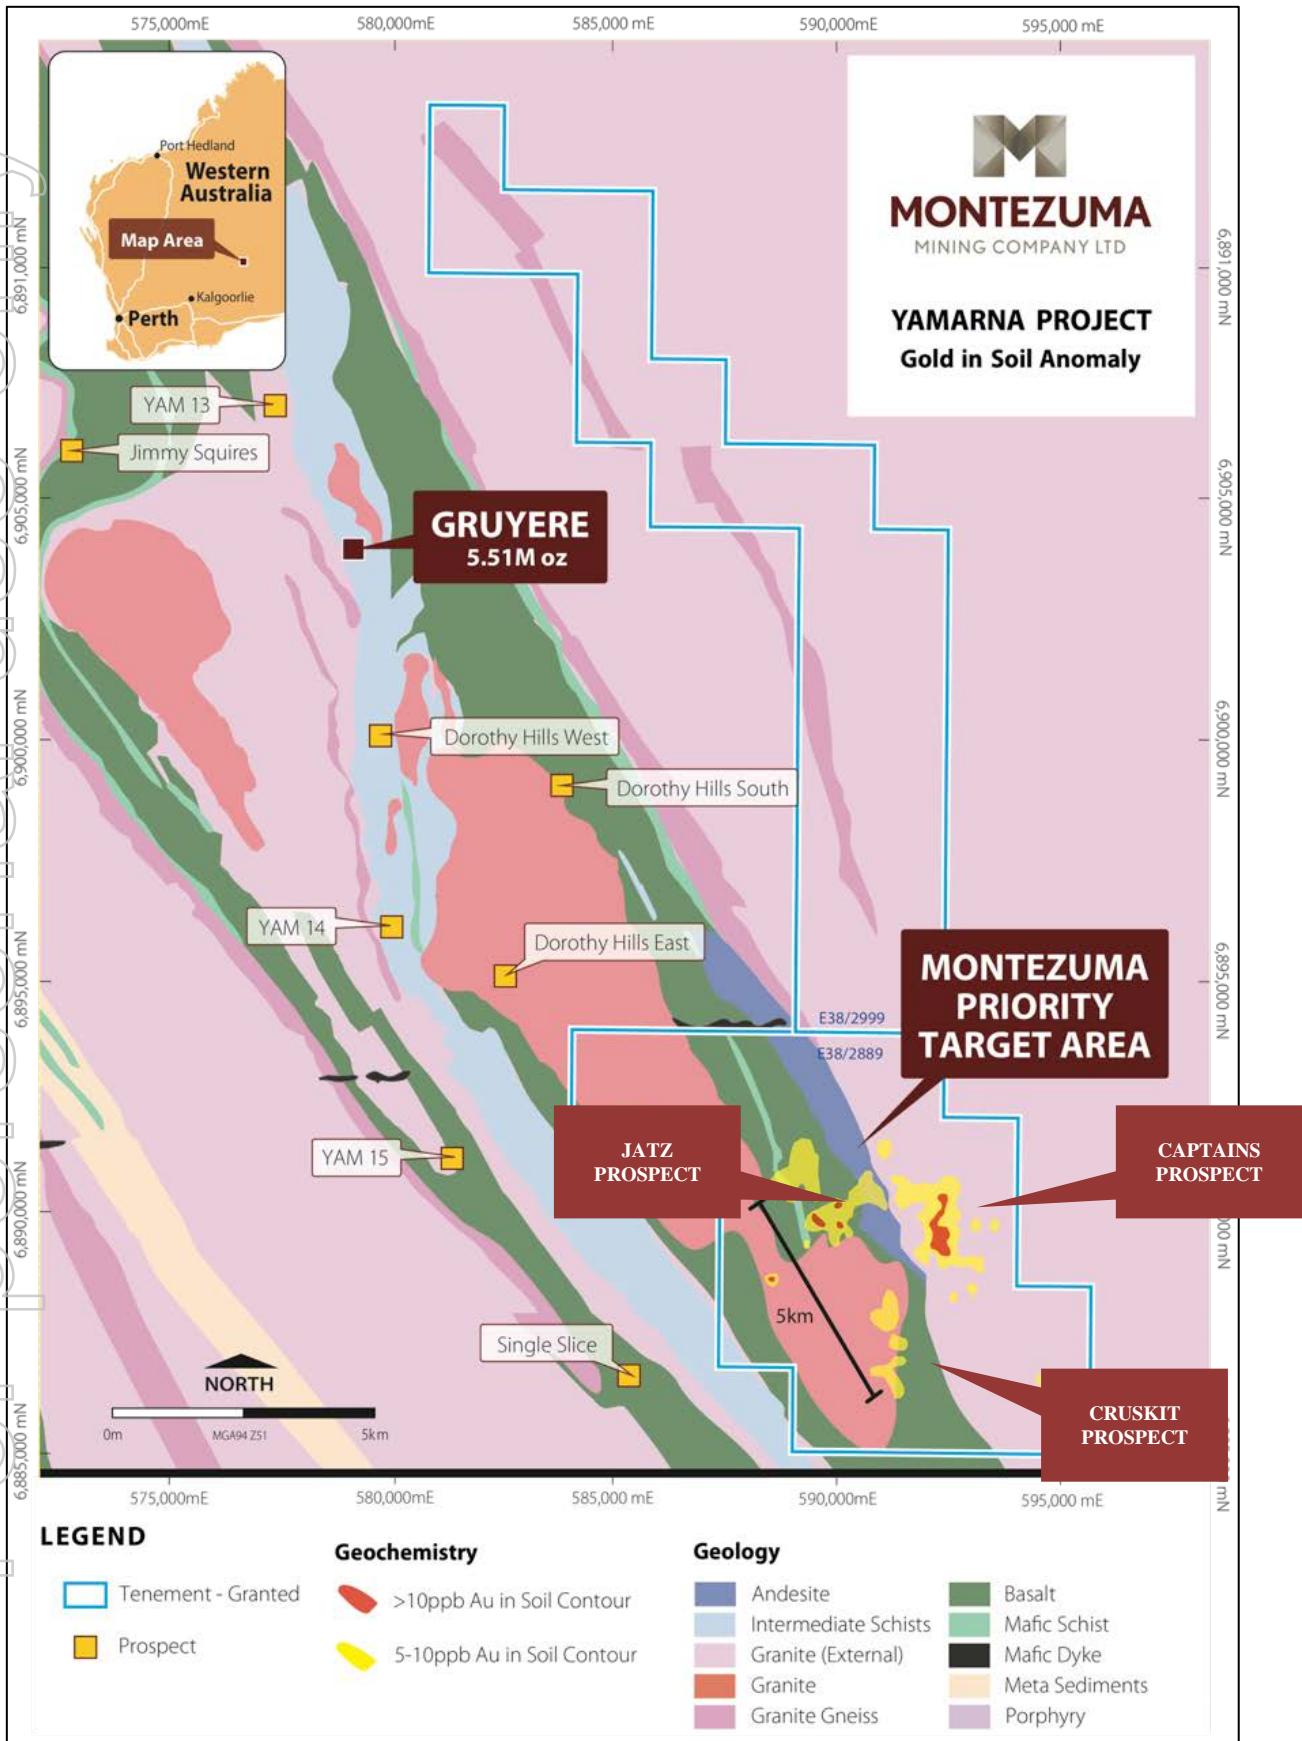 575,000mE
580,000mE
585,000 mE
590,000mE
595,000 mE
Port Hedland
Western
Australia
Map Area
Kalgoorlie
Perth
MONTEZUMA
MINING COMPANY LTD
YAMARNA PROJECT
Gold in Soil Anomaly
6,891,000 mN
6,891,000 mN
YAM 13
Jimmy Squires
6,905,000 mN
6,905,000 mN
GRUYERE
5.51M oz
Dorothy Hills West
6,900,000 mN
6,900,000 mN
Dorothy Hills South
YAM 14
Dorothy Hills East
6,895,000 mN
6,895,000 mN
MONTEZUMA
PRIORITY
TARGET AREA
E38/2999
E38/2889
JATZ
PROSPECT
CAPTAINS
PROSPECT
YAM 15
6,890,000 mN
000 mN
5km
Single Slice
NORTH
0m
MGA94 Z51
5km
CRUSKIT
PROSPECT
6,885,000 mN
mN
575,000mE
580,000mE
585,000 mE
590,000mE
595,000 mE
LEGEND
Tenement - Granted
Prospect
Geochemistry
>10ppb Au in Soil Contour
5-10ppb Au in Soil Contour
Geology
Andesite
Intermediate Schists
Granite (External)
Granite
Granite Gneiss
Basalt
Mafic Schist
Mafic Dyke
Meta Sediments
Porphyry